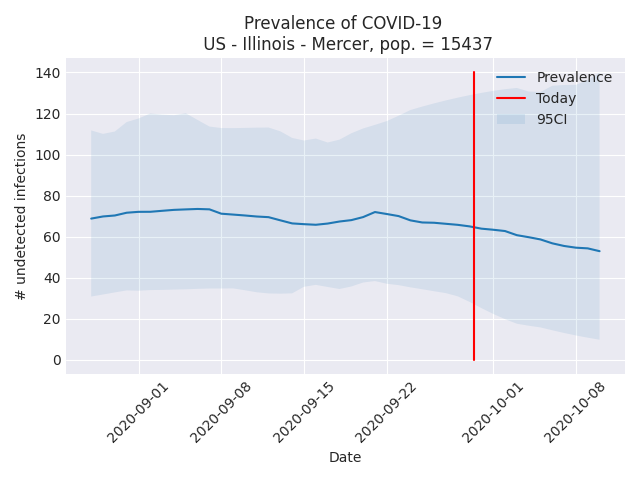 Prevalence of COVID-19
US - Illinois - Mercer, pop. = 15437
140
120
100
80
60
40
20
0
# undetected infections
Prevalence
Today
95CI
2020-09-01
2020-09-08
2020-09-15
2020-09-22
2020-10-01
2020-10-08
Date